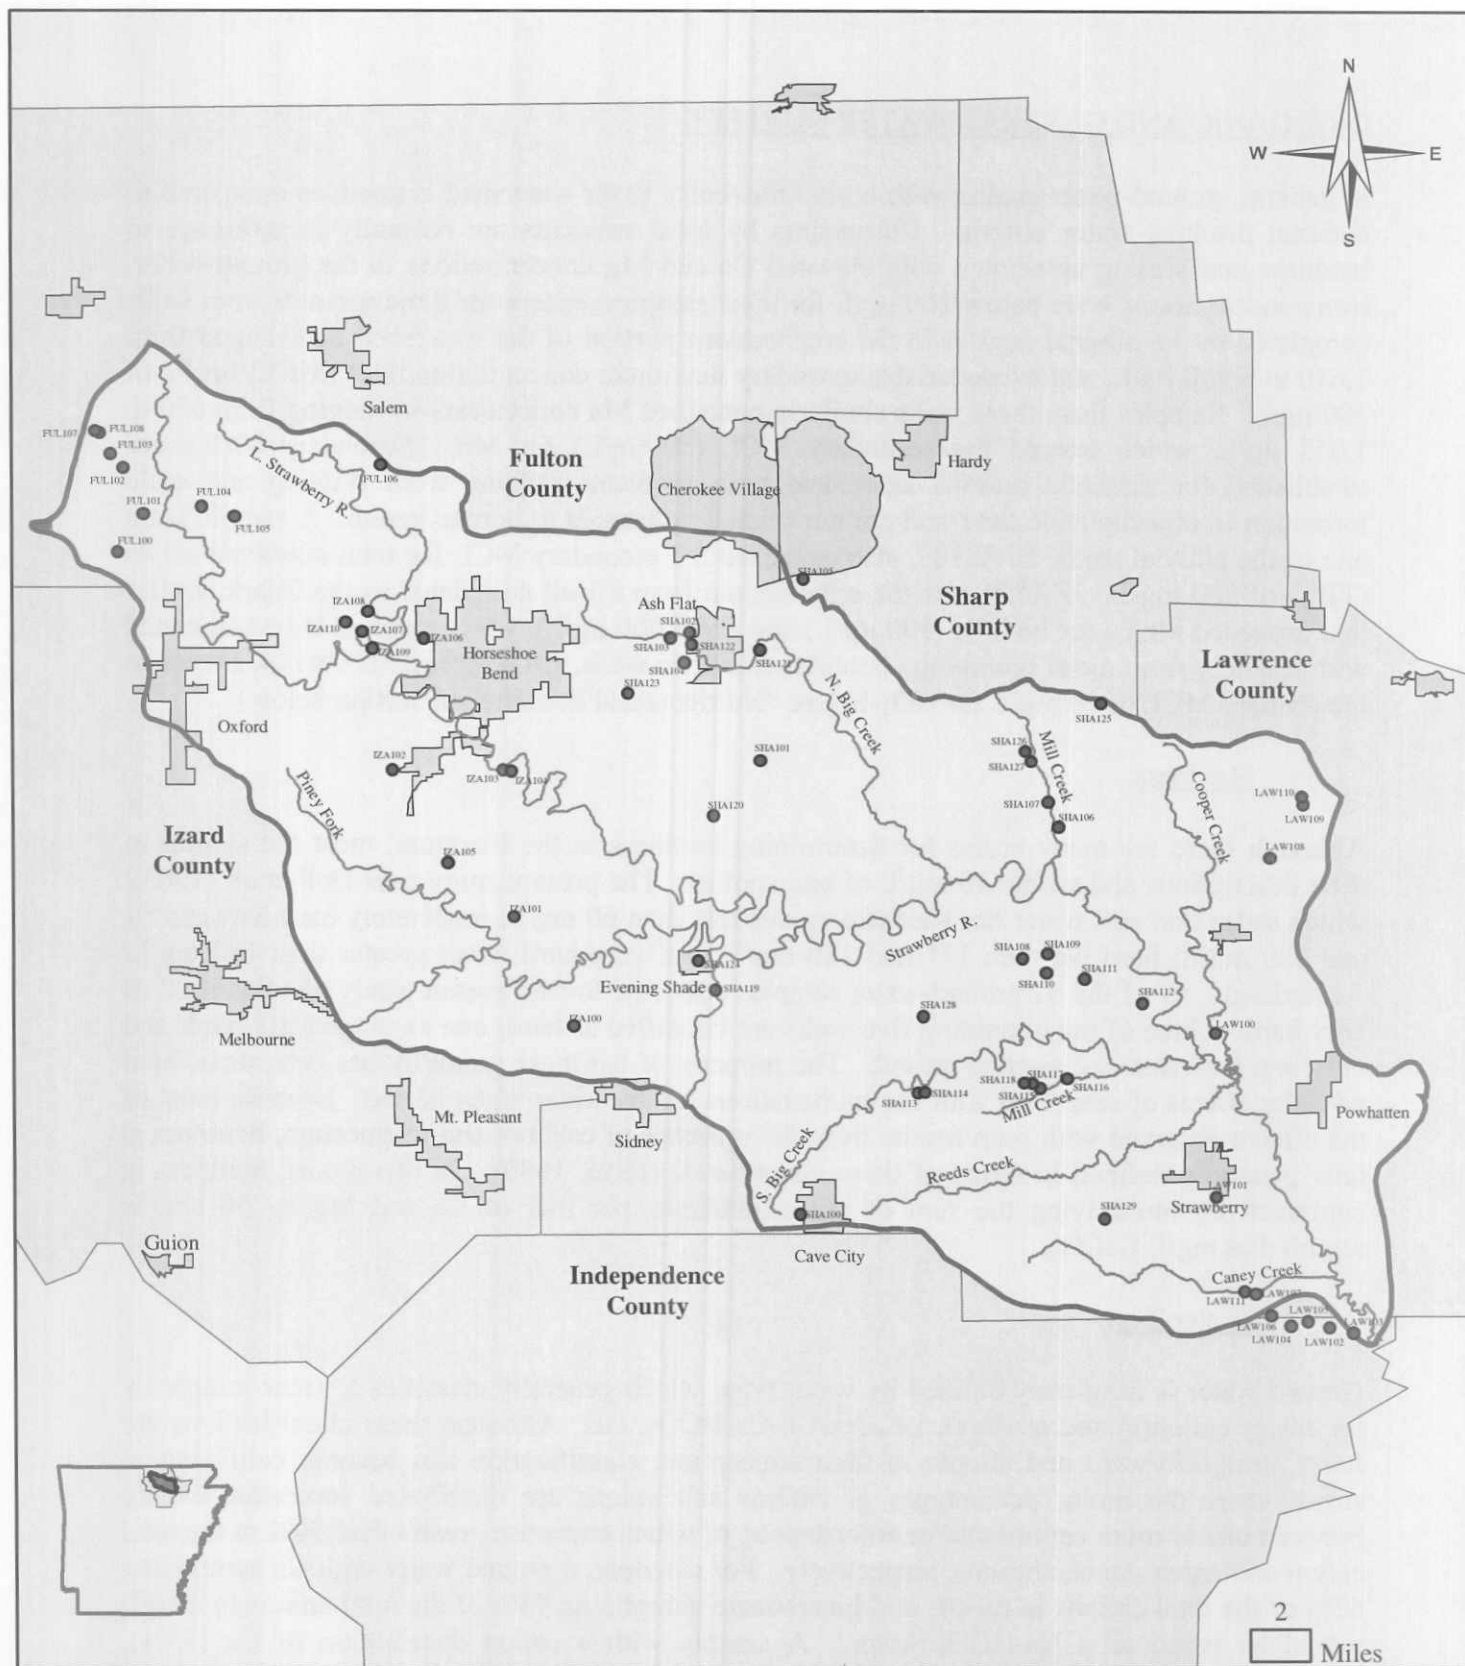 N
W E
S
Salem
FUL107
FUL108
FUL103
FUL102
FUL101
FUL104
FUL105
FUL100
L. Strawberry R.
FUL106
Fulton
County
Cherokee Village
Hardy
SHA105
Sharp
County
Lawrence
County
Ash Flat
SHA102
SHA103
SHA122
SHA104
SHA123
IZA108
IZA110
IZA107
IZA109
IZA106
Horseshoe
Bend
Oxford
N. Big Creek
SHA125
SHA126
SHA127
Mill Creek
SHA107
SHA106
Cooper Creek
LAW110
LAW109
LAW108
IZA102
IZA103
IZA104
SHA101
SHA120
Piney Fork
Izard
County
IZA105
IZA101
Strawberry R.
SHA108
SHA109
SHA110
SHA111
SHA112
SHA124
Evening Shade
SHA119
SHA128
LAW100
IZA100
Melbourne
SHA118
SHA117
SHA116
SHA115
SHA113
SHA114
Mill Creek
Mt. Pleasant
Sidney
Powhatten
S. Big Creek
Reeds Creek
LAW101
Strawberry
SHA129
SHA100
Cave City
Guion
Independence
County
Caney Creek
LAW111
LAW105
LAW103
LAW106
LAW104
LAW102
2
Miles